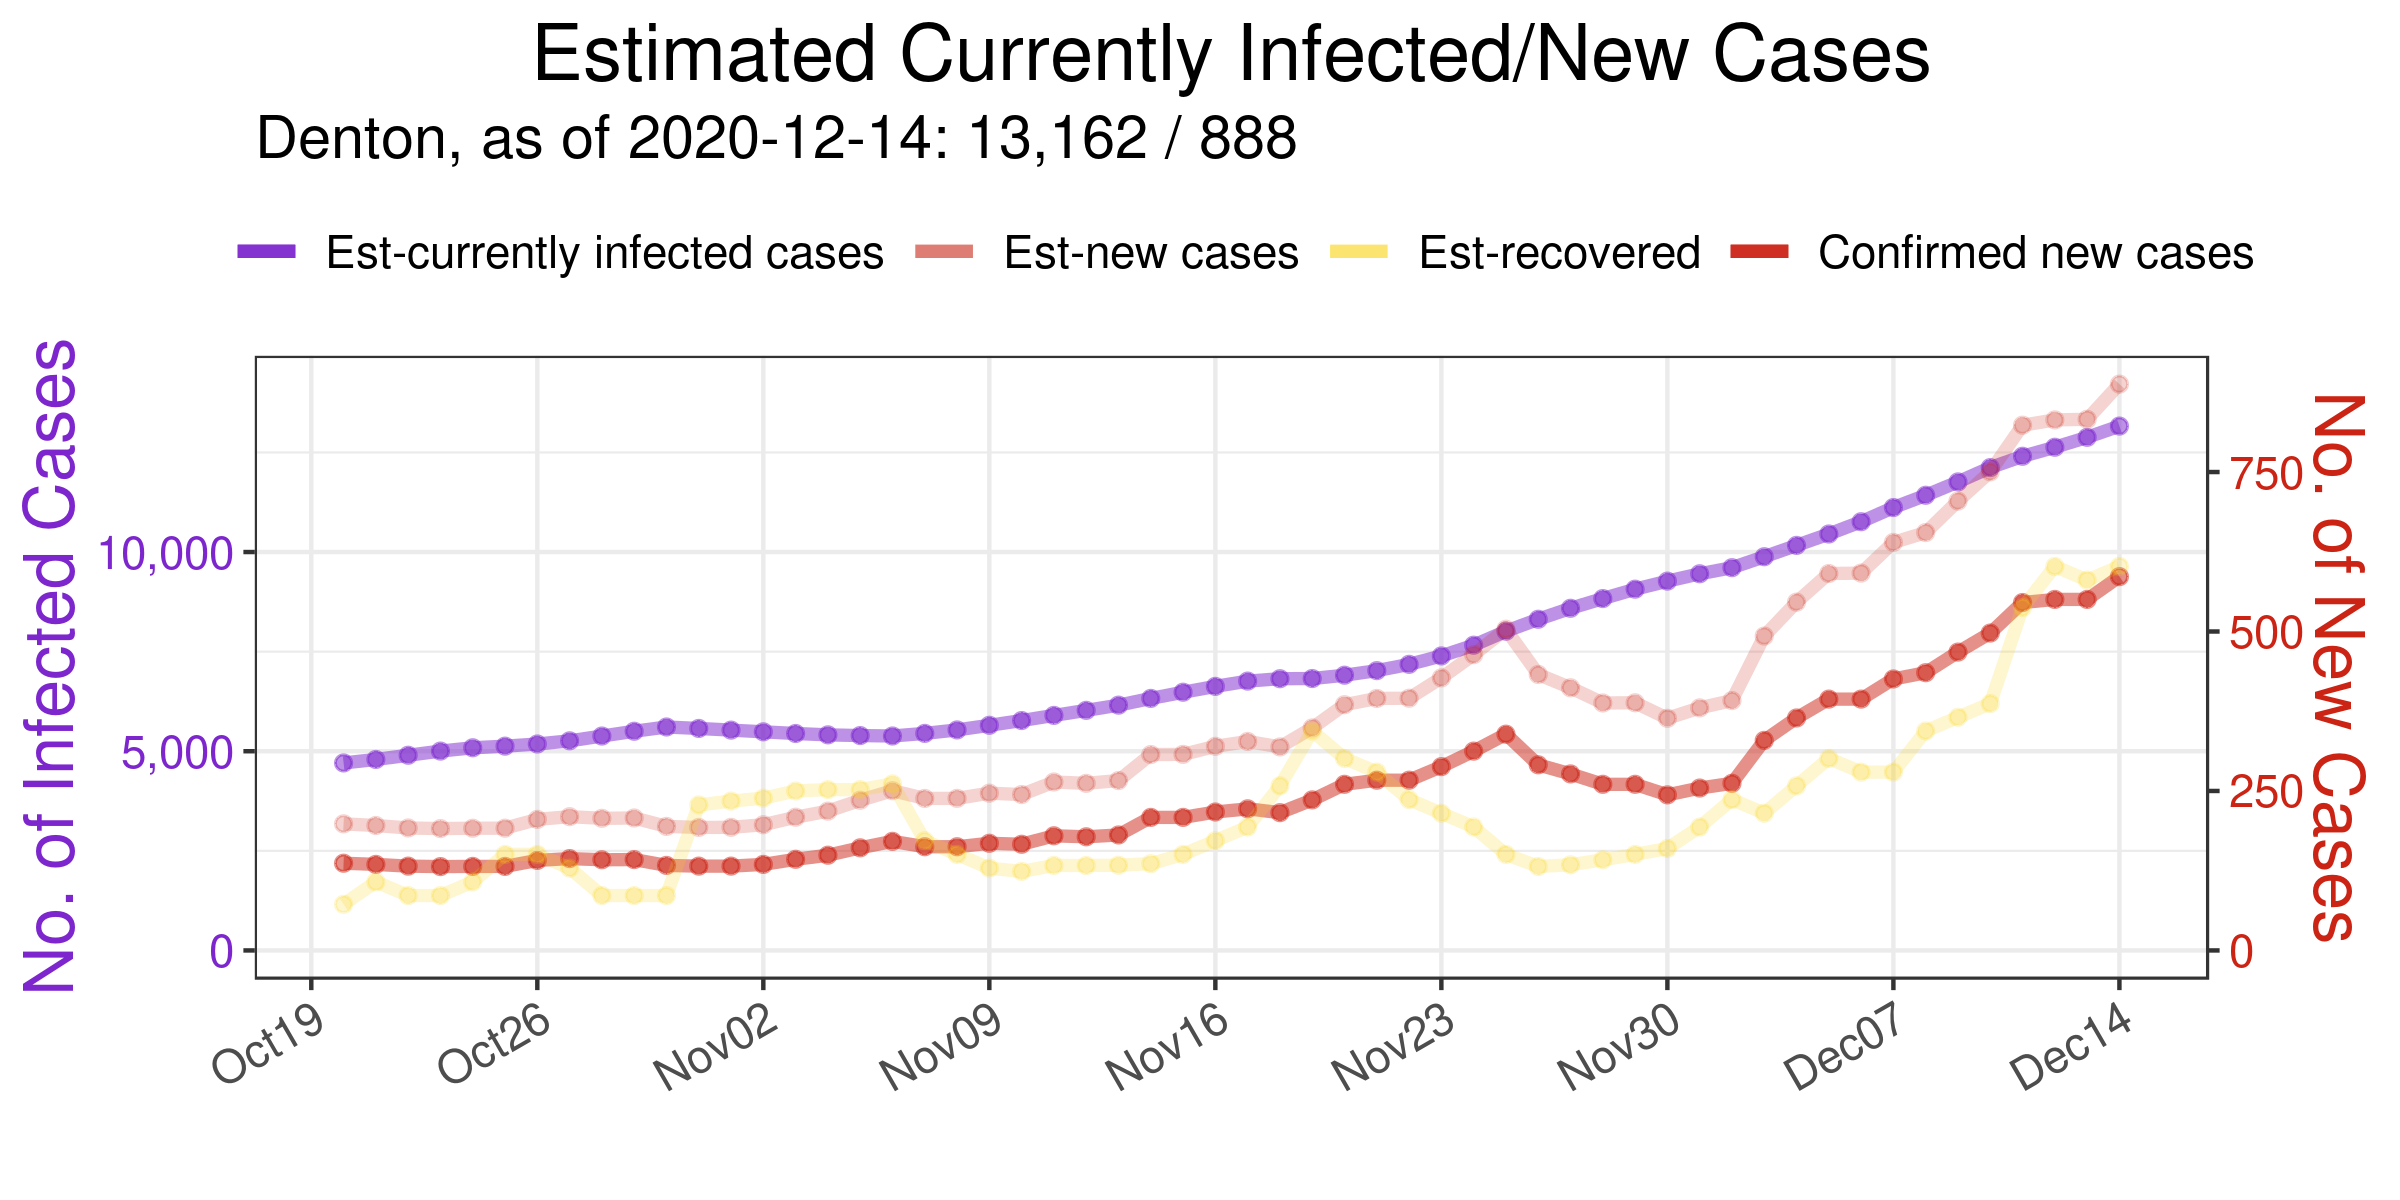 Estimated Currently Infected/New Cases
Denton, as of 2020-12-14: 13,162 / 888
Est-currently infected cases Est-new cases Est-recovered Confirmed new cases
No. of Infected Cases
10,000
5,000
0
750
500
250
0
No. of New Cases
Oct19 Oct26 Nov02 Nov09 Nov16 Nov23 Nov30 Dec07 Dec14